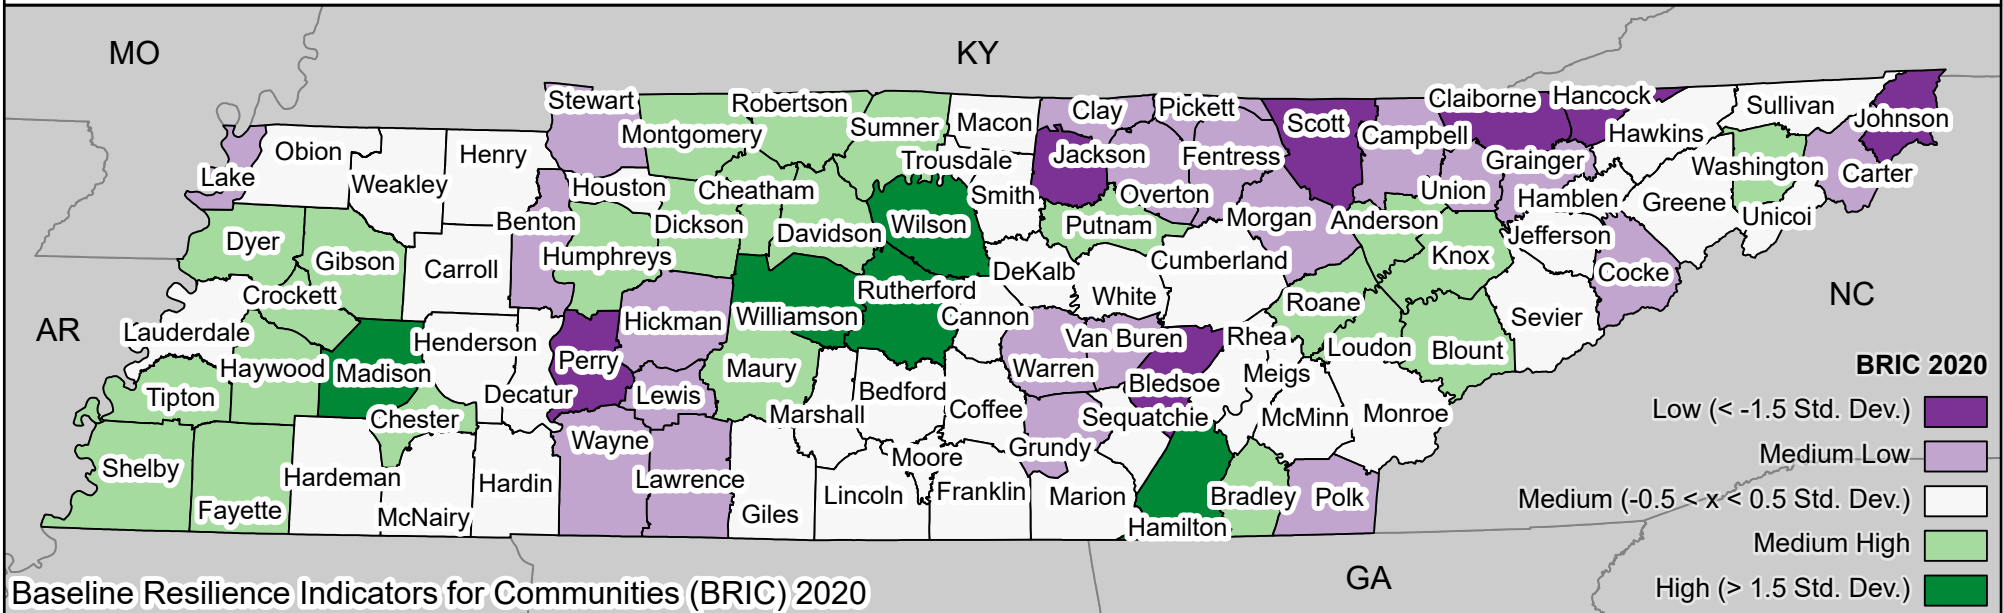 MO
KY
Stewart
Robertson
Montgomery
Sumner
Macon
Clay
Pickett
Scott
Campbell
Claiborne
Hancock
Hawkins
Sullivan
Johnson
Obion
Henry
Weakley
Lake
Houston
Cheatham
Trousdale
Smith
Jackson
Overton
Fentress
Union
Grainger
Hamblen
Washington
Carter
Greene
Unicoi
Benton
Dickson
Davidson
Wilson
Putnam
Morgan
Anderson
Jefferson
Dyer
Gibson
Carroll
Humphreys
Rutherford
DeKalb
White
Cumberland
Knox
Cocke
NC
Crockett
Lauderdale
AR
Henderson
Perry
Hickman
Williamson
Cannon
Van Buren
Warren
Rhea
Roane
Loudon
Blount
Sevier
Haywood
Madison
Tipton
Chester
Decatur
Lewis
Maury
Marshall
Bedford
Coffee
Bledsoe
Sequatchie
Meigs
McMinn
Monroe
Shelby
Fayette
Hardeman
McNairy
Hardin
Wayne
Lawrence
Giles
Lincoln
Moore
Franklin
Grundy
Marion
Hamilton
Bradley
Polk
GA
BRIC 2020
Low (< -1.5 Std. Dev.)
Medium Low
Medium (-0.5 < x < 0.5 Std. Dev.)
Medium High
High (> 1.5 Std. Dev.)
Baseline Resilience Indicators for Communities (BRIC) 2020